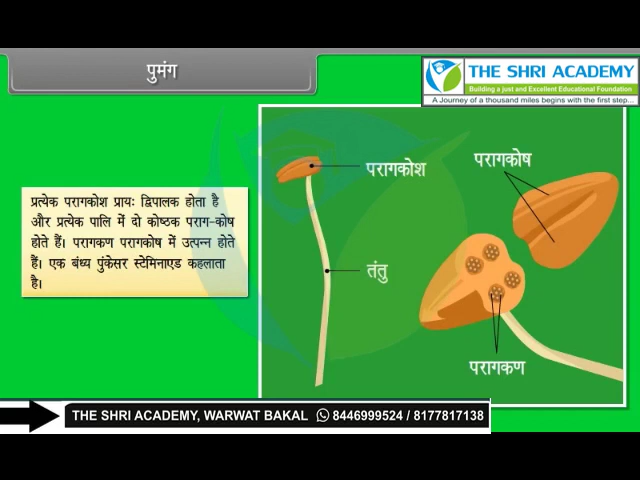 पुमंग
THE SHRI ACADEMY
Building a just and Excellent Educational Foundation
A Journey of a thousand miles begins with the first step...
परागकोश
परागकोष
प्रत्येक परागकोश प्रायः द्विपालक होता है
और प्रत्येक पालि में दो कोष्ठक पराग-कोष
होते हैं। परागकण परागकोष में उत्पन्न होते
हैं। एक बंध्य पुंकेसर स्टेमिनाएड कहलाता
है।
तंतु
परागकण
THE SHRI ACADEMY, WARWAT BAKAL 8446999524 / 8177817138